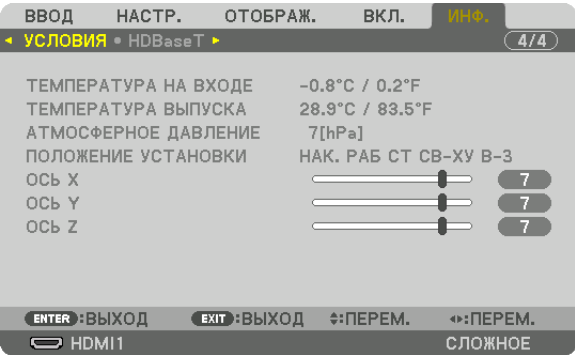 ВВОД НАСТР. ОТОБРАЖ. ВКЛ. ИНФ.
УСЛОВИЯ HDBaseT 4/4
ТЕМПЕРАТУРА НА ВХОДЕ -0.8°C / 0.2°F
ТЕМПЕРАТУРА ВЫПУСКА 28.9°C / 83.5°F
АТМОСФЕРНОЕ ДАВЛЕНИЕ 7[hPa]
ПОЛОЖЕНИЕ УСТАНОВКИ НАК. РАБ СТ СВ-ХУ В-З
ОСЬ X 7
ОСЬ Y 7
ОСЬ Z 7
ENTER :ВЫХОД EXIT :ВЫХОД :ПЕРЕМ. :ПЕРЕМ.
HDMI1 СЛОЖНОЕ